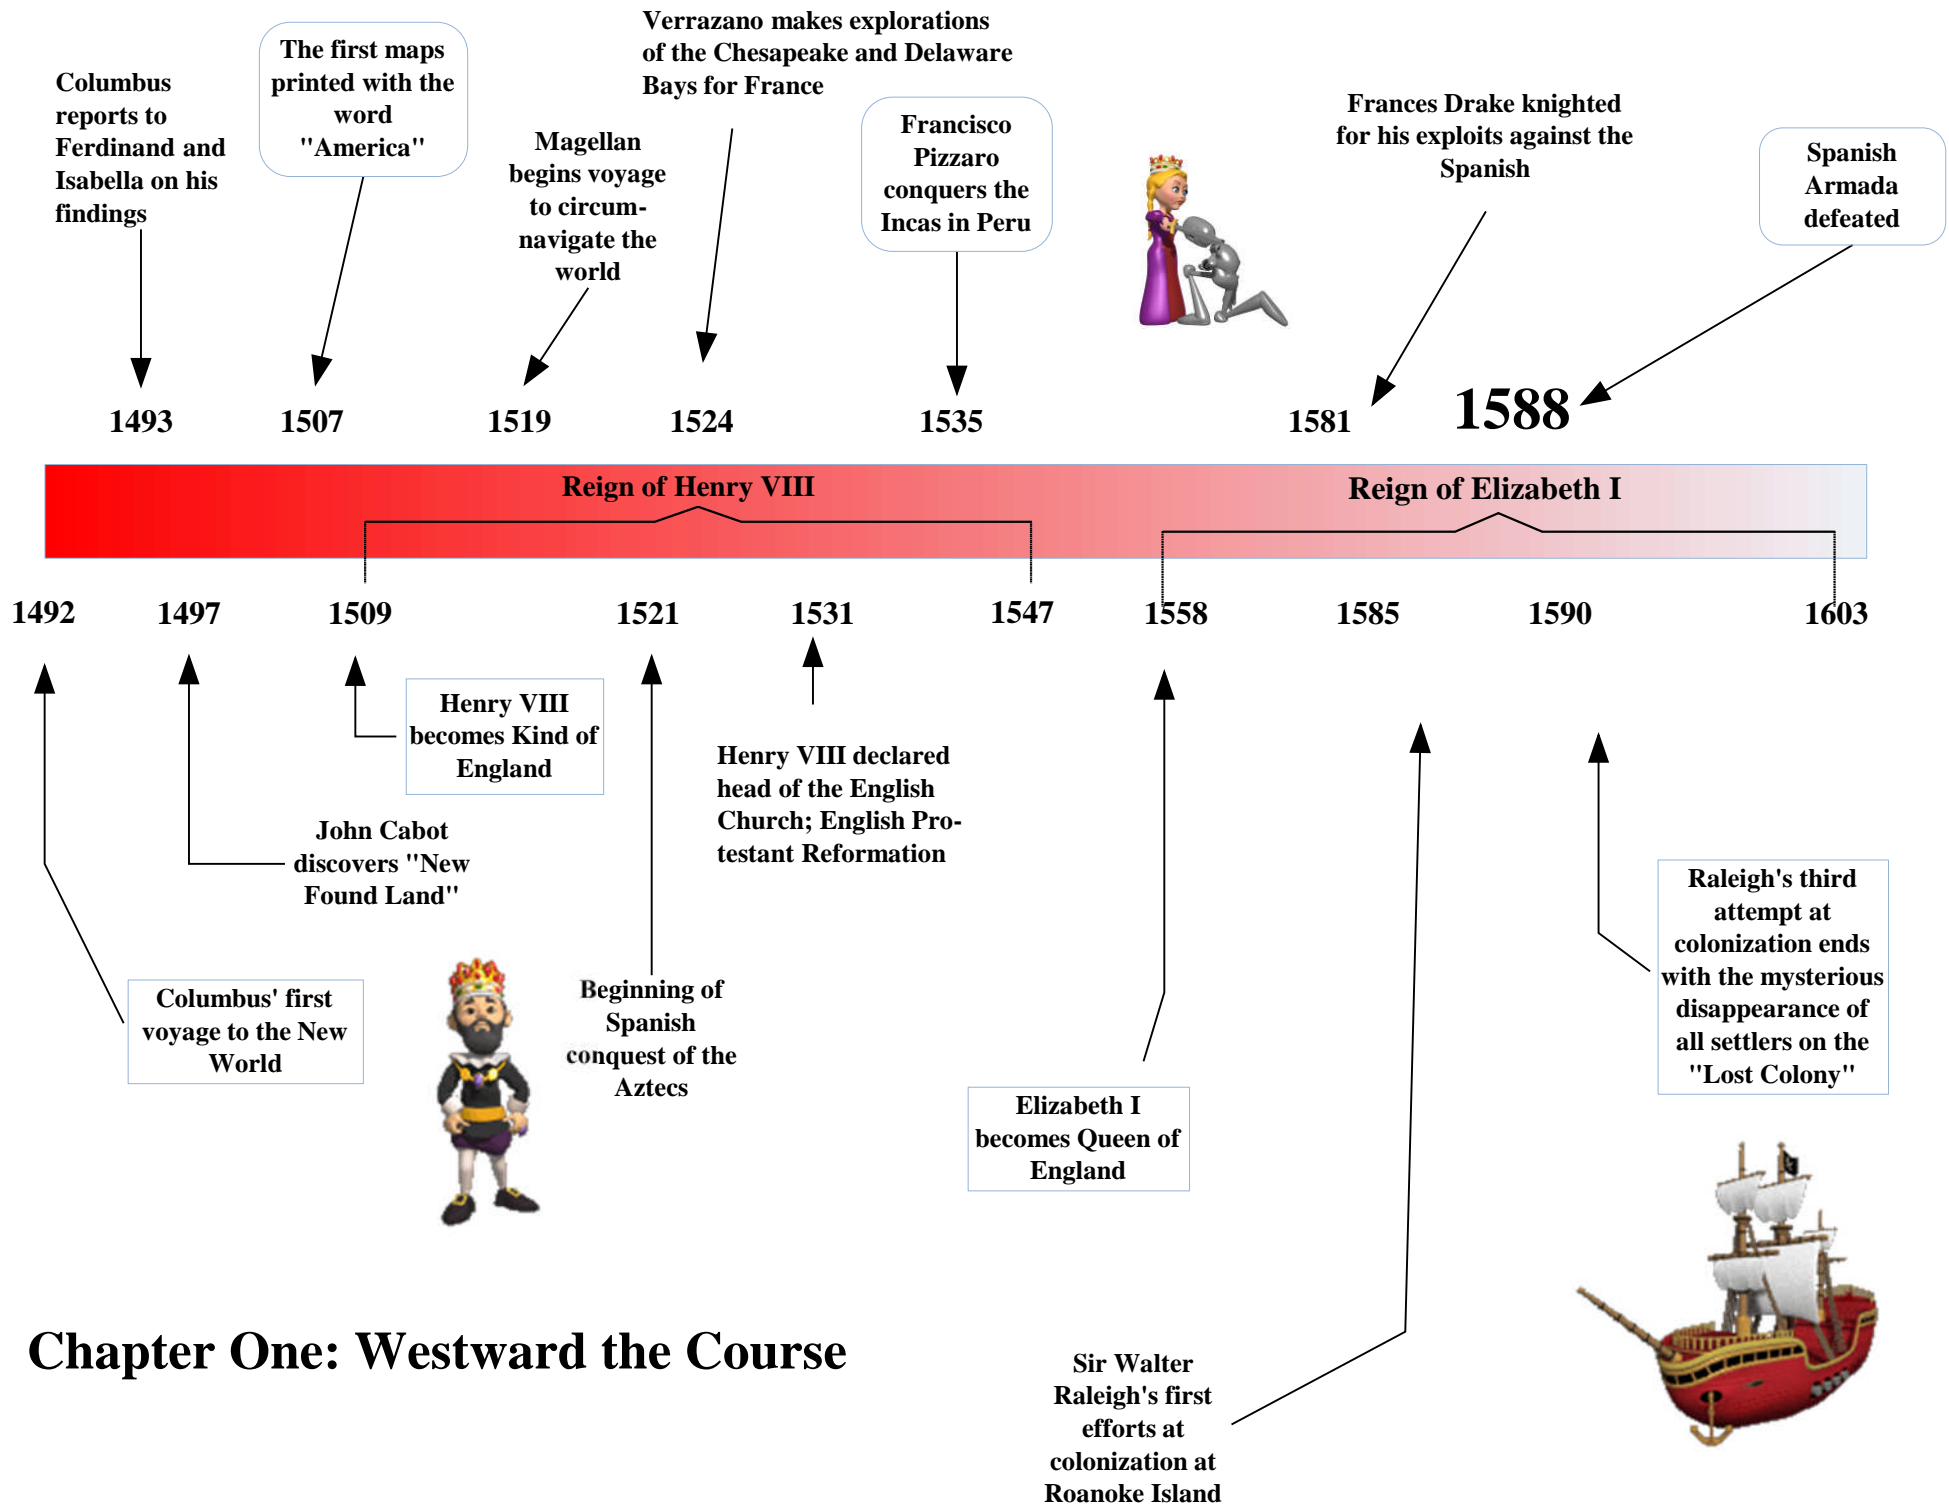 Verrazano makes explorations
of the Chesapeake and Delaware
Bays for France
The first maps
printed with the
word
"America"
Columbus
reports to
Ferdinand and
Isabella on his
findings
Magellan
begins voyage
to circum-
navigate the
world
Francisco
Pizzaro
conquers the
Incas in Peru
Frances Drake knighted
for his exploits against the
Spanish
Spanish
Armada
defeated
1493 1507 1519 1524 1535 1581 1588
Reign of Henry VIII Reign of Elizabeth I
1492 1497 1509 1521 1531 1547 1558 1585 1590 1603
Henry VIII
becomes Kind of
England
John Cabot
discovers "New
Found Land"
Columbus' first
voyage to the New
World
Beginning of
Spanish
conquest of the
Aztecs
Henry VIII declared
head of the English
Church; English Pro-
testant Reformation
Elizabeth I
becomes Queen of
England
Raleigh's third
attempt at
colonization ends
with the mysterious
disappearance of
all settlers on the
"Lost Colony"
Chapter One: Westward the Course
Sir Walter
Raleigh's first
efforts at
colonization at
Roanoke Island